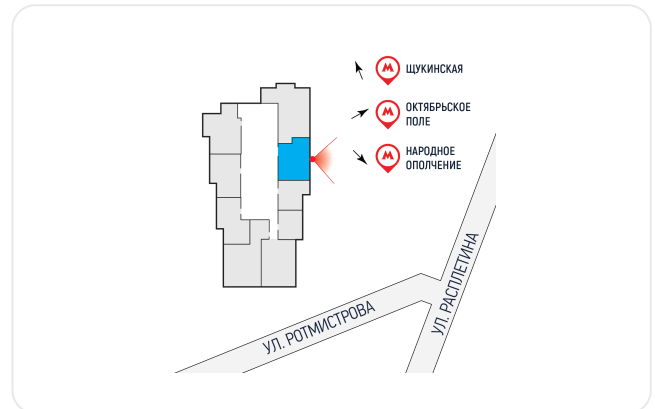 ЩУКИНСКАЯ
ОКТЯБРЬСКОЕ
ПОЛЕ
НАРОДНОЕ
ОПОЛЧЕНИЕ
УЛ. РАСПЛЕТИНА
УЛ. РОТМИСТРОВА